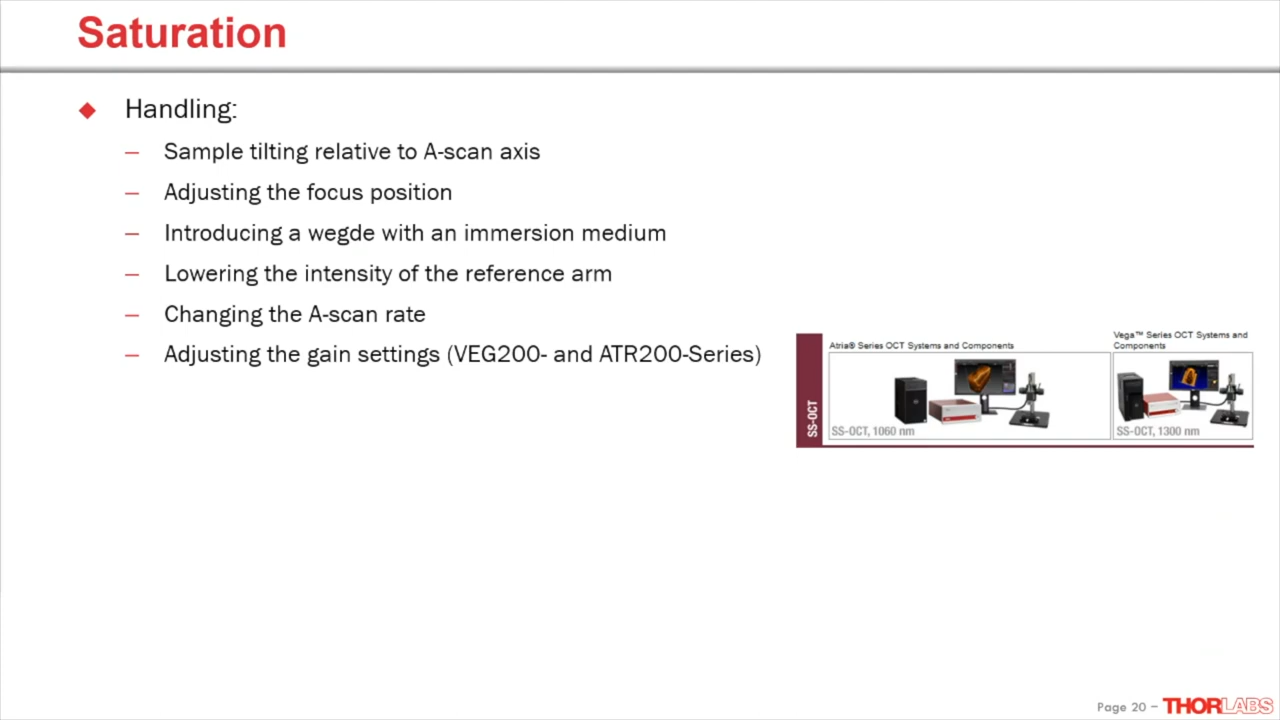 Saturation
Handling:
– Sample tilting relative to A-scan axis
– Adjusting the focus position
– Introducing a wegde with an immersion medium
– Lowering the intensity of the reference arm
– Changing the A-scan rate
– Adjusting the gain settings (VEG200- and ATR200-Series)
SS-OCT
Atria® Series OCT Systems and Components
SS-OCT, 1060 nm
Vega™ Series OCT Systems and
Components
SS-OCT, 1300 nm
Page 20 – THORLABS